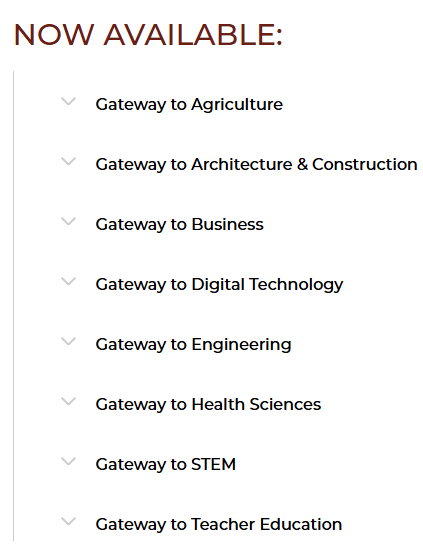 NOW AVAILABLE:
Gateway to Agriculture
Gateway to Architecture & Construction
Gateway to Business
Gateway to Digital Technology
Gateway to Engineering
Gateway to Health Sciences
Gateway to STEM
Gateway to Teacher Education